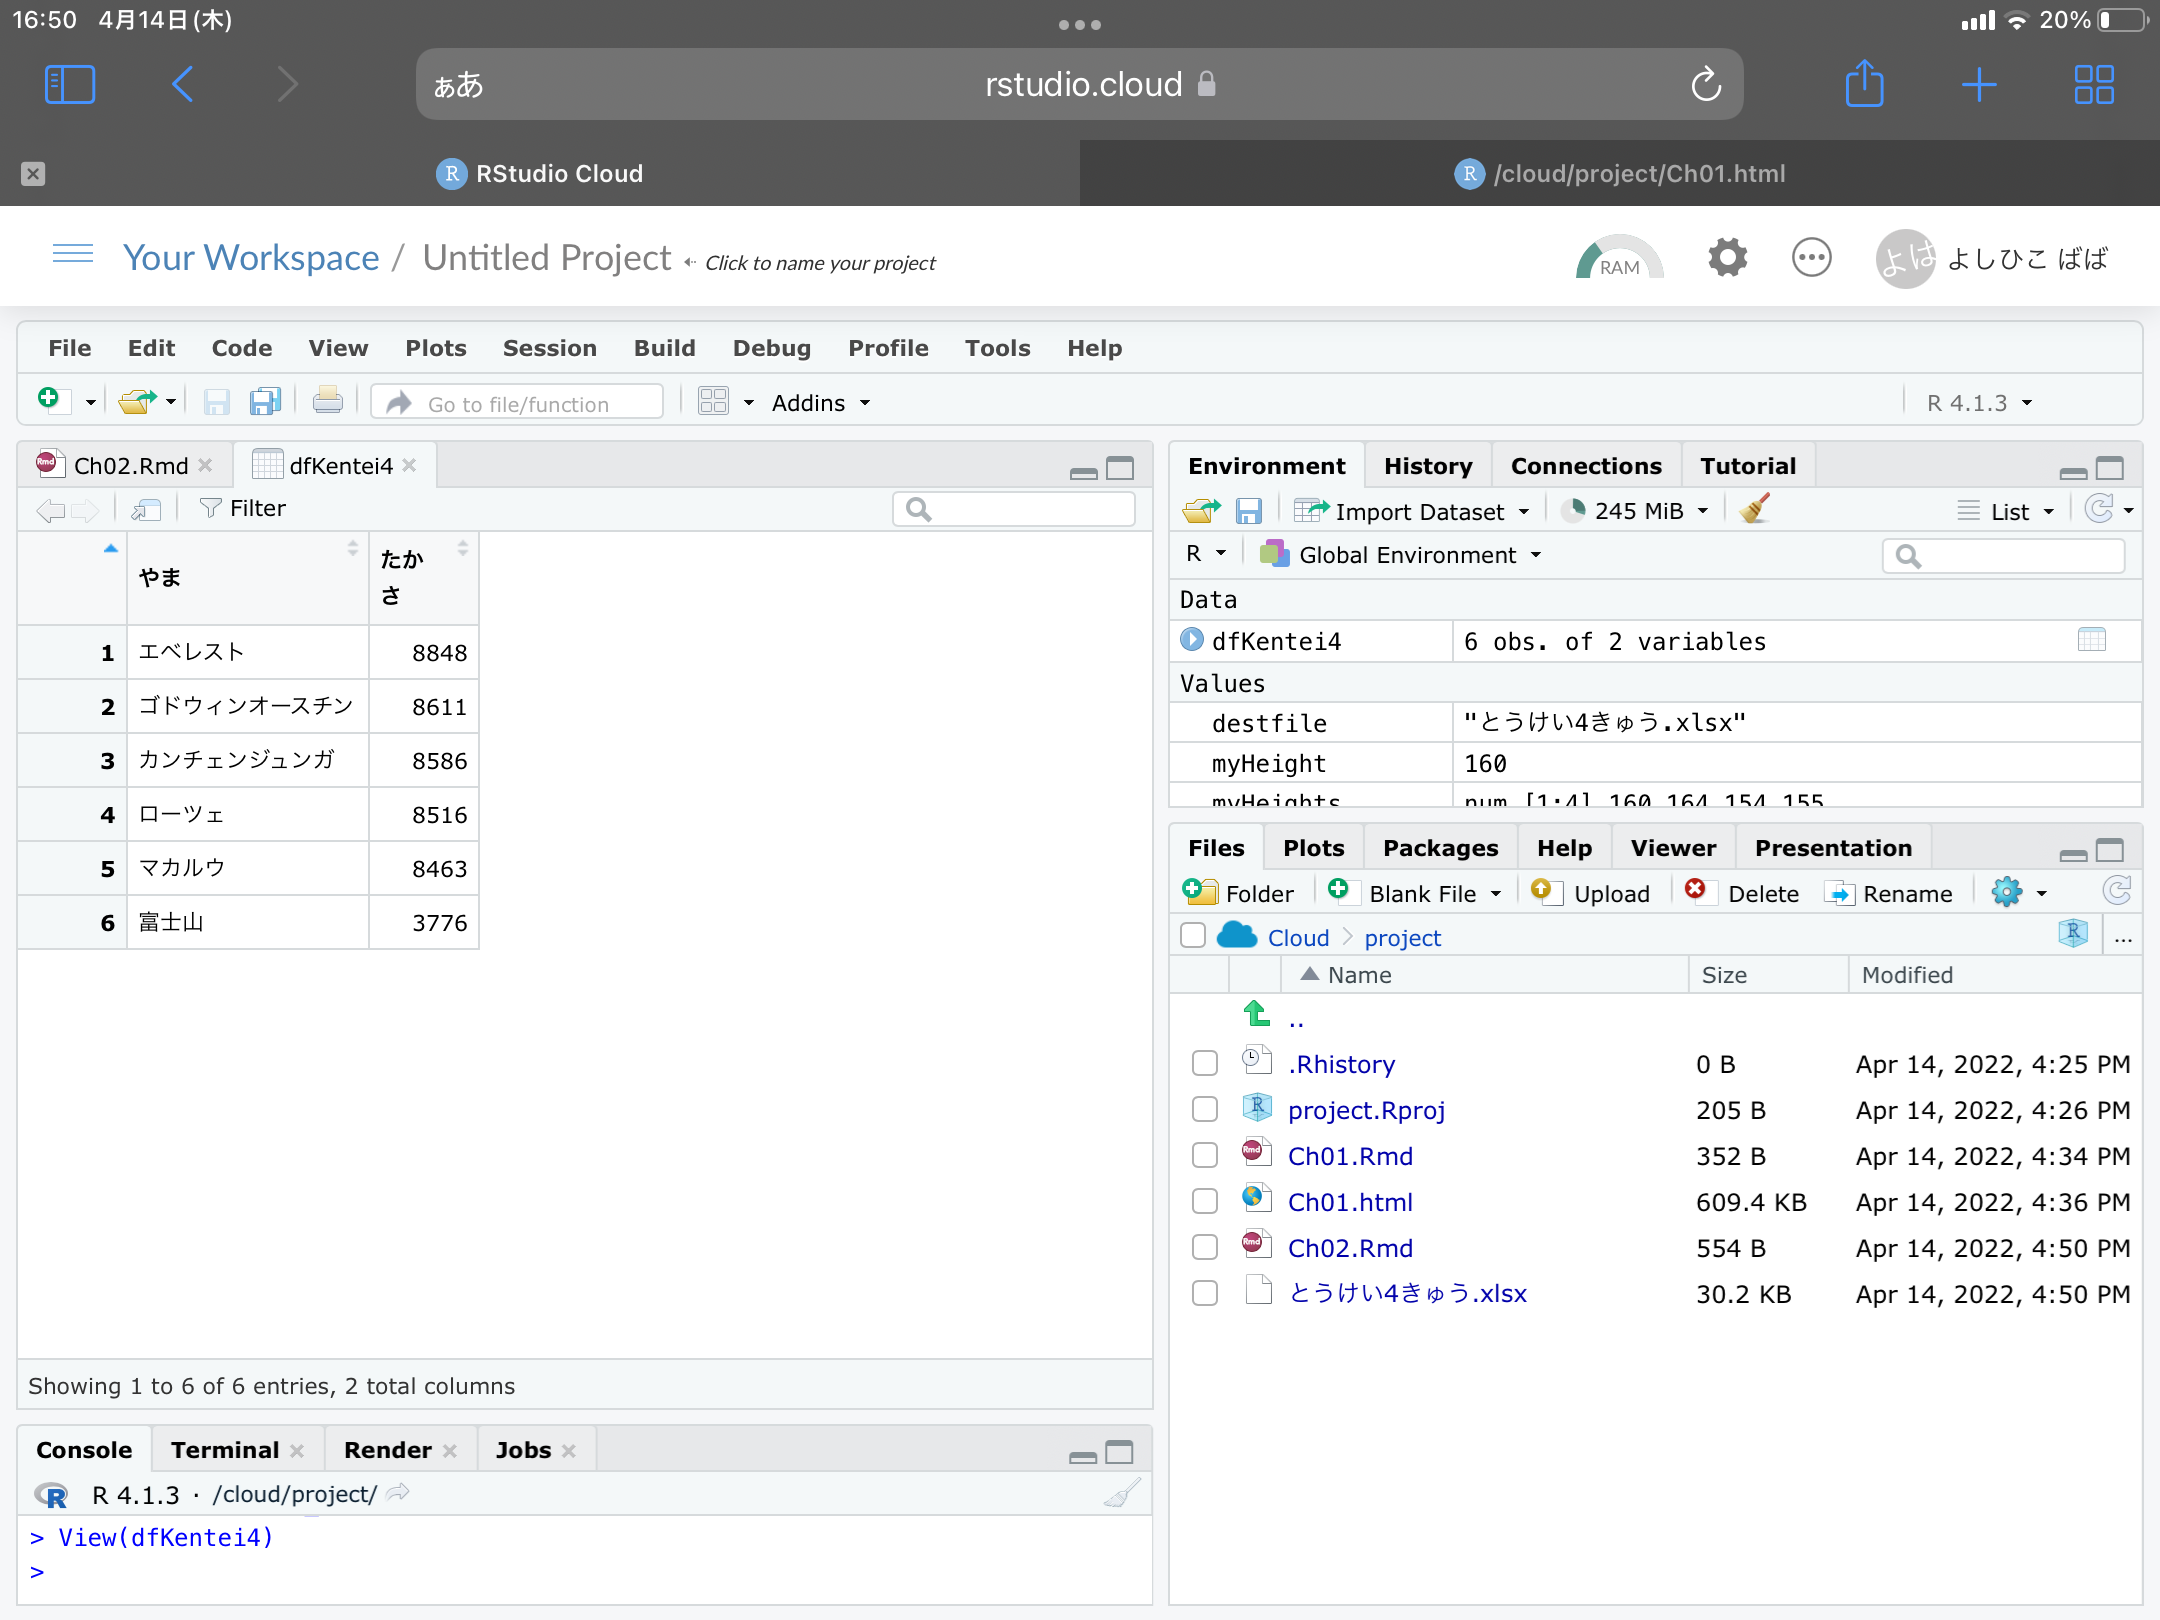 16:50 4月14日(木)
20%
ぁあ rstudio.cloud
RStudio Cloud
/cloud/project/Ch01.html
Your Workspace / Untitled Project Click to name your project
RAM
よは よしひこ ばば
File Edit Code View Plots Session Build Debug Profile Tools Help
Go to file/function
Addins
R 4.1.3
Ch02.Rmd
dfKentei4
Filter
やま たかさ
1 エベレスト 8848
2 ゴドウィンオースチン 8611
3 カンチェンジュンガ 8586
4 ローツェ 8516
5 マカルウ 8463
6 富士山 3776
Showing 1 to 6 of 6 entries, 2 total columns
Console Terminal Render Jobs
R 4.1.3 · /cloud/project/
> View(dfKentei4)
>
Environment History Connections Tutorial
Import Dataset 245 MiB List
R Global Environment
Data
dfKentei4 6 obs. of 2 variables
Values
destfile "とうけい4きゅう.xlsx"
myHeight 160
myHeights num [1:4] 160 164 154 155
Files Plots Packages Help Viewer Presentation
Folder Blank File Upload Delete Rename
Cloud project ...
Name Size Modified
..
.Rhistory 0 B Apr 14, 2022, 4:25 PM
project.Rproj 205 B Apr 14, 2022, 4:26 PM
Ch01.Rmd 352 B Apr 14, 2022, 4:34 PM
Ch01.html 609.4 KB Apr 14, 2022, 4:36 PM
Ch02.Rmd 554 B Apr 14, 2022, 4:50 PM
とうけい4きゅう.xlsx 30.2 KB Apr 14, 2022, 4:50 PM